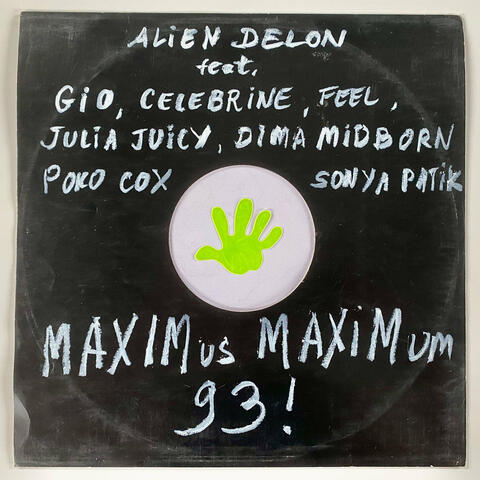 ALiEN DELON
feat.
GiO, CELEBRINE, FEEL,
JULIA JUiCY, DIMA MIDBORN
POKO COX SONYA PATiK
MAXIMus MAXiMum
93!